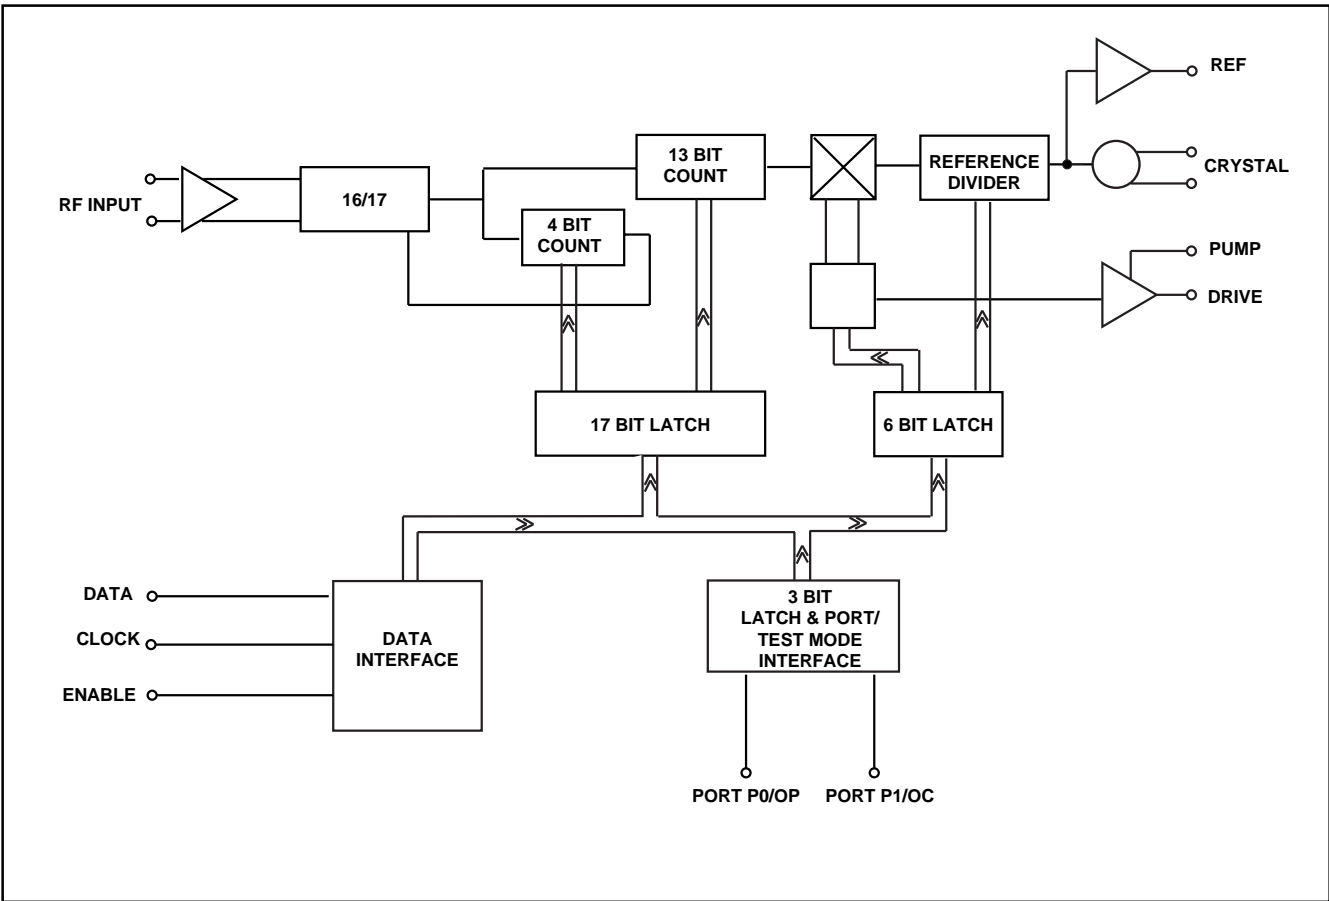 REF
13 BIT
COUNT
REFERENCE
DIVIDER
CRYSTAL
RF INPUT
16/17
4 BIT
COUNT
PUMP
DRIVE
17 BIT LATCH
6 BIT LATCH
DATA
CLOCK
ENABLE
DATA
INTERFACE
3 BIT
LATCH & PORT/
TEST MODE
INTERFACE
PORT P0/OP
PORT P1/OC